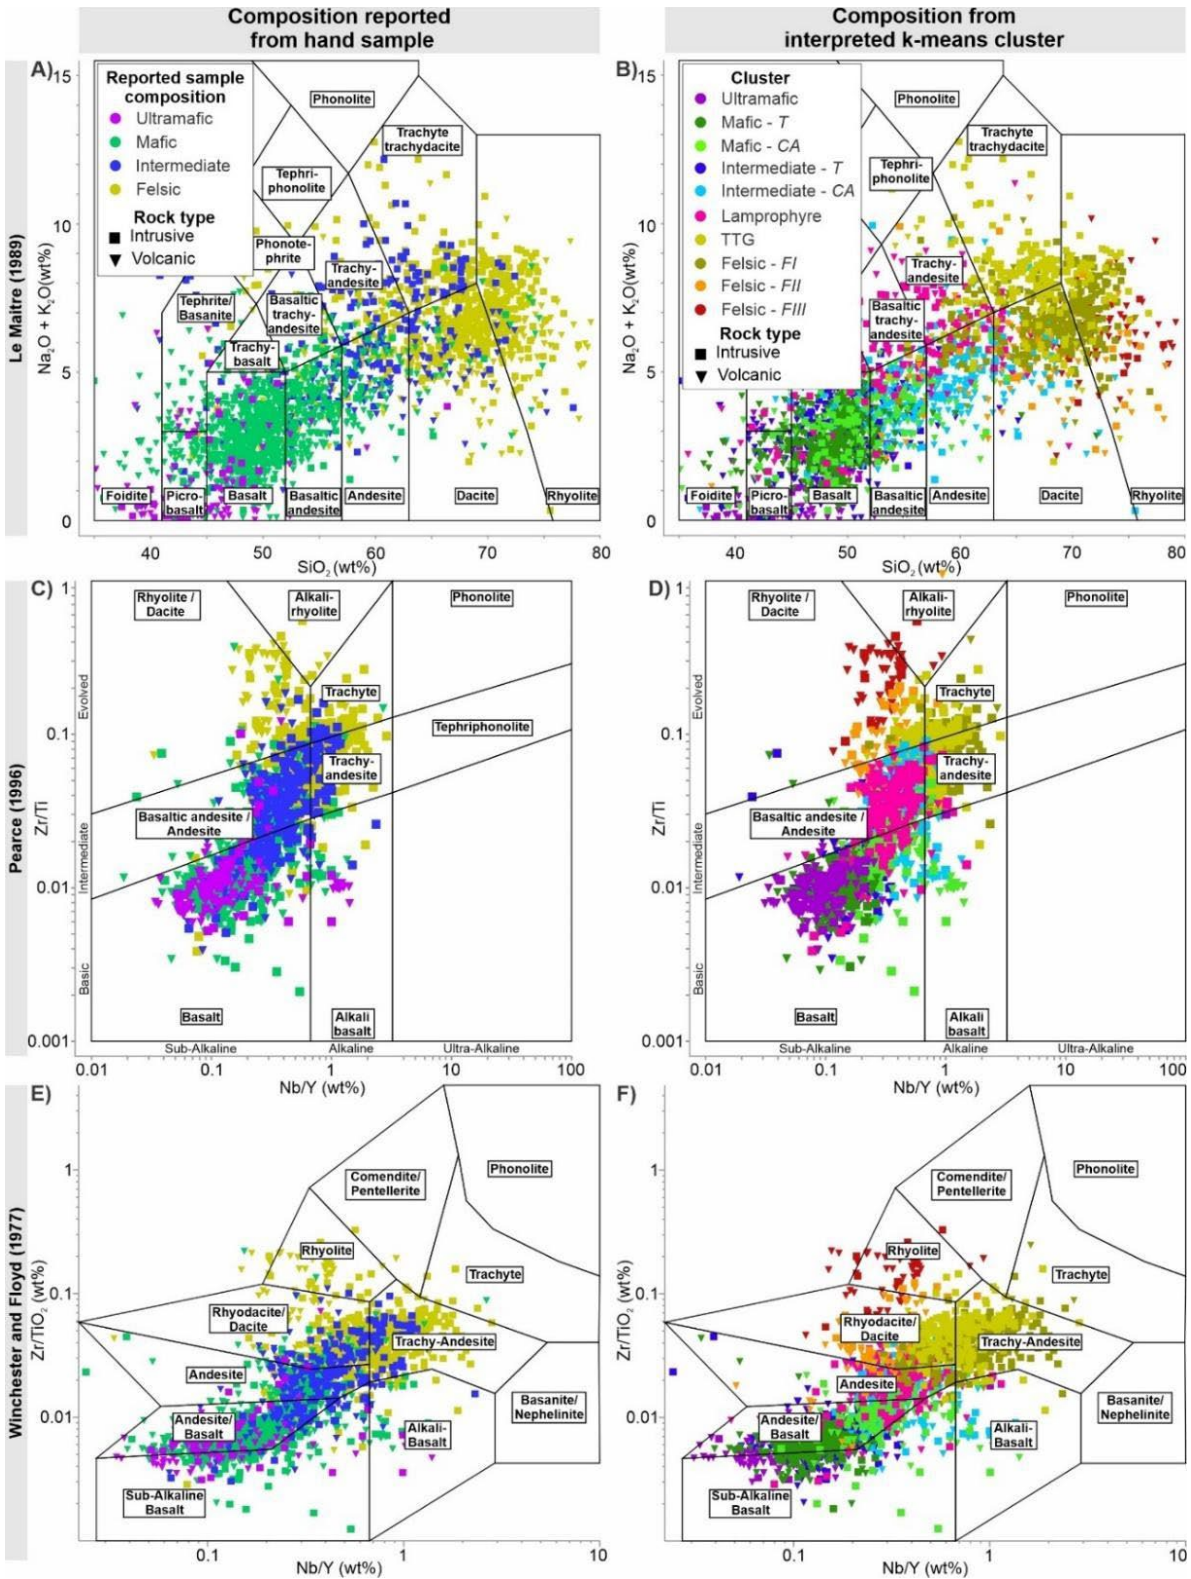 Composition reported
from hand sample
Composition from
interpreted k-means cluster
Le Maitre (1989)
A)
Na₂O + K₂O(wt%)
15
10
5
0
Reported sample
composition
Ultramafic
Mafic
Intermediate
Felsic
Rock type
Intrusive
Volcanic
Phonolite
Trachyte
trachydacite
Tephri-
phonolite
Phonote-
phrite
Trachy-
andesite
Tephrite/
Basanite
Basaltic
trachy-
andesite
Trachy-
basalt
Foidite
Picro-
basalt
Basalt
Basaltic
andesite
Andesite
Dacite
Rhyolite
40
50
60
70
80
SiO₂ (wt%)
B)
Na₂O + K₂O(wt%)
15
10
5
0
Cluster
Ultramafic
Mafic - T
Mafic - CA
Intermediate - T
Intermediate - CA
Lamprophyre
TTG
Felsic - FI
Felsic - FII
Felsic - FIII
Rock type
Intrusive
Volcanic
Phonolite
Trachyte
trachydacite
Tephri-
phonolite
Trachy-
andesite
Basaltic
trachy-
andesite
Foidite
Picro-
basalt
Basalt
Basaltic
andesite
Andesite
Dacite
Rhyolite
40
50
60
70
80
SiO₂ (wt%)
Pearce (1996)
C)
Zr/Ti
1
0.1
0.01
0.001
Evolved
Intermediate
Basic
Rhyolite /
Dacite
Alkali-
rhyolite
Phonolite
Trachyte
Tephriphonolite
Trachy-
andesite
Basaltic andesite /
Andesite
Basalt
Alkali
basalt
Sub-Alkaline
Alkaline
Ultra-Alkaline
0.01
0.1
1
10
100
Nb/Y (wt%)
D)
Zr/Ti
1
0.1
0.01
0.001
Evolved
Intermediate
Basic
Rhyolite /
Dacite
Alkali-
rhyolite
Phonolite
Trachyte
Trachy-
andesite
Basaltic andesite /
Andesite
Basalt
Alkali
basalt
Sub-Alkaline
Alkaline
Ultra-Alkaline
0.01
0.1
1
10
100
Nb/Y (wt%)
Winchester and Floyd (1977)
E)
Zr/TiO₂ (wt%)
1
0.1
0.01
Phonolite
Comendite/
Pentellerite
Rhyolite
Trachyte
Rhyodacite/
Dacite
Trachy-Andesite
Andesite
Basanite/
Nephelinite
Andesite/
Basalt
Alkali-
Basalt
Sub-Alkaline
Basalt
0.1
1
10
Nb/Y (wt%)
F)
Zr/TiO₂ (wt%)
1
0.1
0.01
Phonolite
Comendite/
Pentellerite
Rhyolite
Trachyte
Rhyodacite/
Dacite
Trachy-Andesite
Andesite
Basanite/
Nephelinite
Andesite/
Basalt
Alkali-
Basalt
Sub-Alkaline
Basalt
0.1
1
10
Nb/Y (wt%)